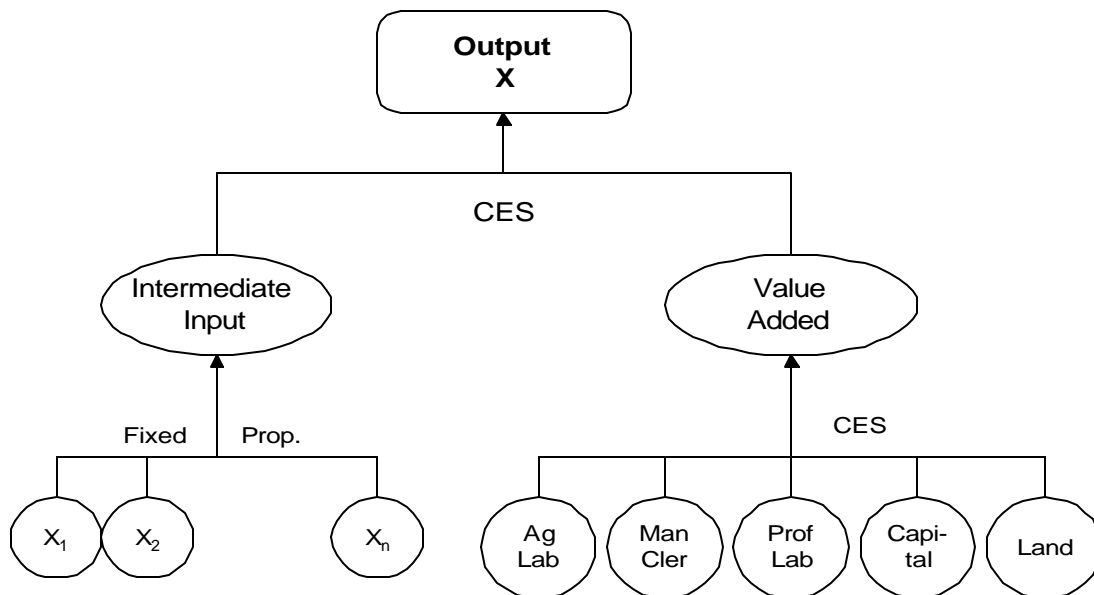 Output
X
CES
Intermediate
Input
Value
Added
Fixed Prop.
CES
X₁
X₂
Xₙ
Ag
Lab
Man
Cler
Prof
Lab
Capi-
tal
Land